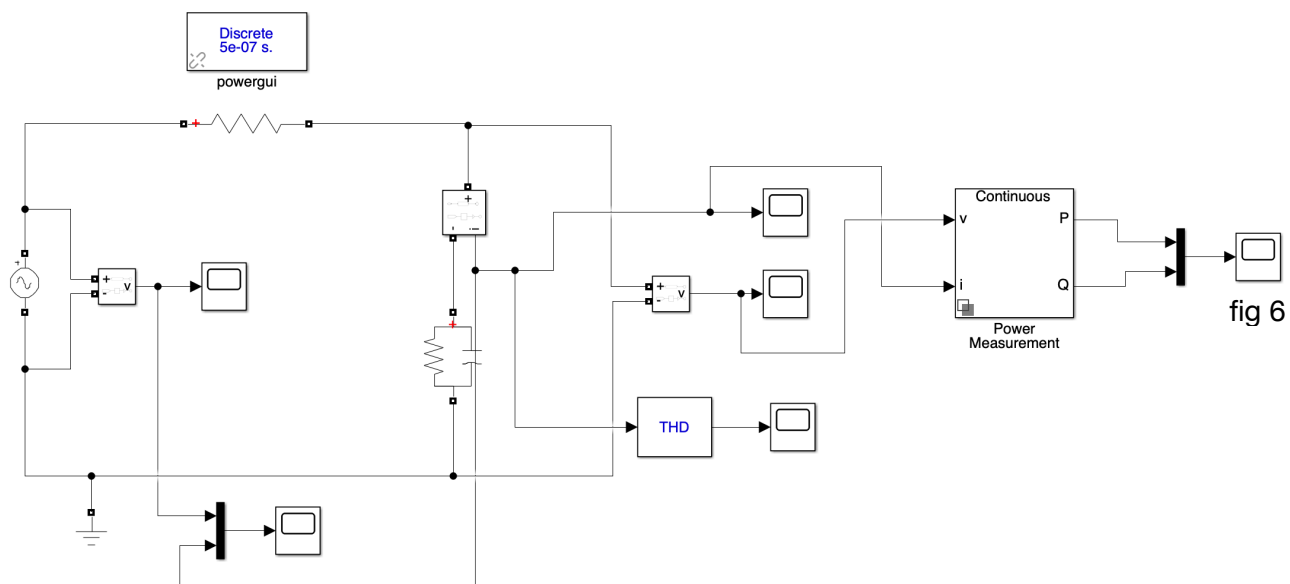 Discrete
5e-07 s.
powergui
+
+
+
-
v
+
+
-
v
+
THD
Continuous
v
P
i
Q
Power
Measurement
fig 6